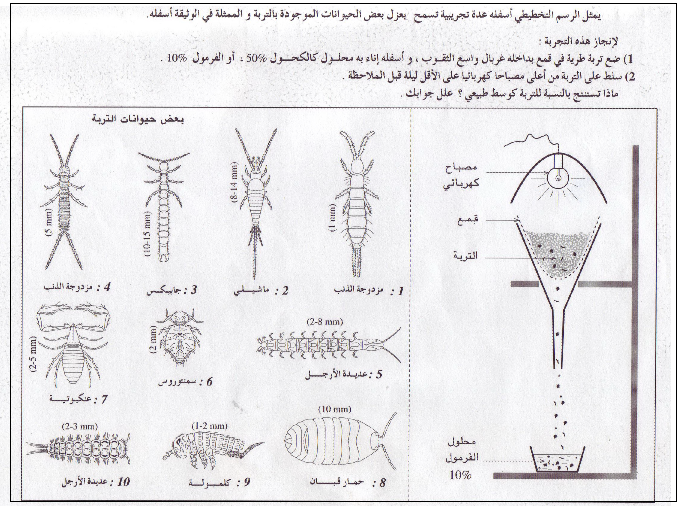 يمثل الرسم التخطيطي أسفله عدة تجريبية تسمح بعزل بعض الحيوانات الموجودة بالتربة و الممثلة في الوثيقة أسفله.
لإنجاز هذه التجربة :
1) ضع تربة طرية في قمع بداخله غربال واسع الثقوب ، و أسفله إناء به محلول كالكحول 50% ، أو الفرمول 10% .
2) سلط على التربة من أعلى مصباحا كهربائيا على الأقل ليلة قبل الملاحظة .
ماذا تستنتج بالنسبة للتربة كوسط طبيعي ؟ علل جوابك .
بعض حيوانات التربة
(5 mm)
(10-15 mm)
(8-14 mm)
(1 mm)
4 : مزدوجة الذنب
3 : جابيكس
2 : ماشيلي
1 : مزدوجة الذنب
(2-5 mm)
(2 mm)
(2-8 mm)
7 : عنكبوتية
6 : سمنتوروس
5 : عديدة الأرجل
(2-3 mm)
(1-2 mm)
(10 mm)
10 : عديدة الأرجل
9 : كلمبولة
8 : حمار قبان
مصباح
كهربائي
قمع
التربة
محلول
الفرمول
10%